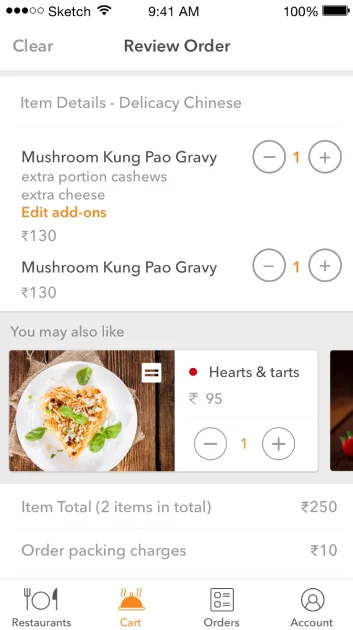 Sketch 9:41 AM 100%
Clear Review Order
Item Details - Delicacy Chinese
Mushroom Kung Pao Gravy 1
extra portion cashews
extra cheese
Edit add-ons
₹130
Mushroom Kung Pao Gravy 1
₹130
You may also like
Hearts & tarts
₹ 95
1
Item Total (2 items in total) ₹250
Order packing charges ₹10
Restaurants Cart Orders Account